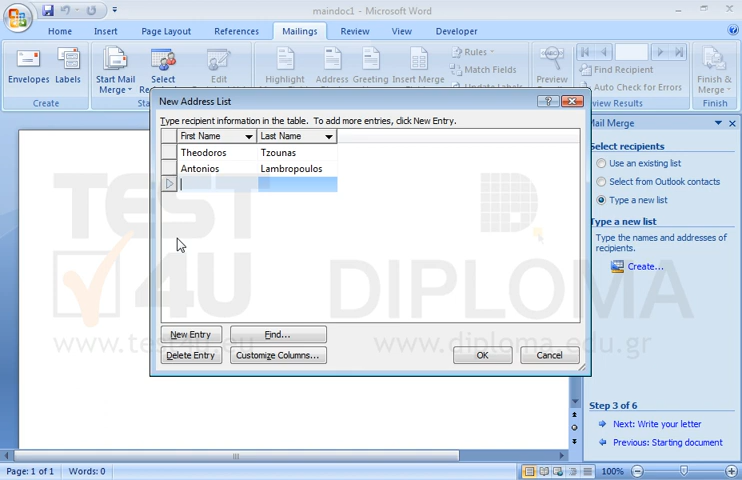 maindoc1 - Microsoft Word
Home Insert Page Layout References Mailings Review View Developer
Envelopes Labels Start Mail Merge Select Edit Highlight Address Greeting Insert Merge Rules Match Fields Preview Find Recipient Auto Check for Errors Finish & Merge
Create Finish
New Address List
Type recipient information in the table. To add more entries, click New Entry.
First Name Last Name
Theodoros Tzounas
Antonios Lambropoulos
New Entry Find...
Delete Entry Customize Columns... OK Cancel
Mail Merge
Select recipients
Use an existing list
Select from Outlook contacts
Type a new list
Type a new list
Type the names and addresses of
recipients.
Create...
Step 3 of 6
Next: Write your letter
Previous: Starting document
TEST 4U DIPLOMA
www.test4u.eu www.diploma.edu.gr
Page: 1 of 1 Words: 0 100%